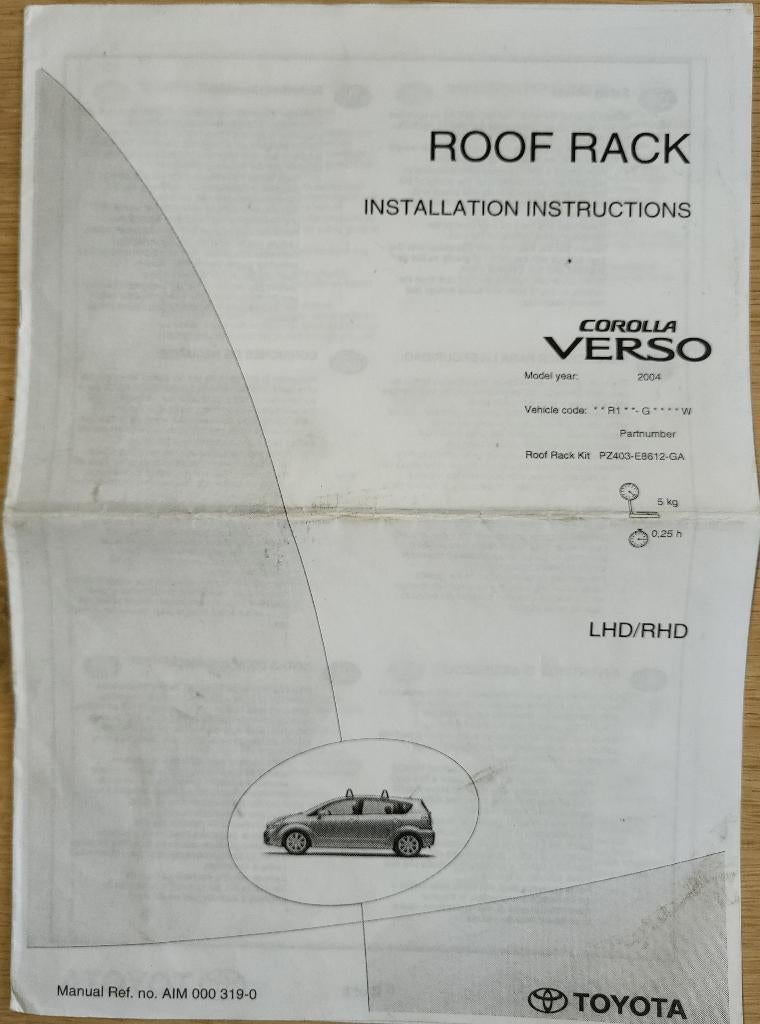 ROOF RACK
INSTALLATION INSTRUCTIONS
COROLLA
VERSO
Model year: 2004
Vehicle code: * * R1 * * - G * * * * W
Partnumber
Roof Rack Kit PZ403-E8612-GA
5 kg
0,25 h
LHD/RHD
Manual Ref. no. AIM 000 319-0
TOYOTA